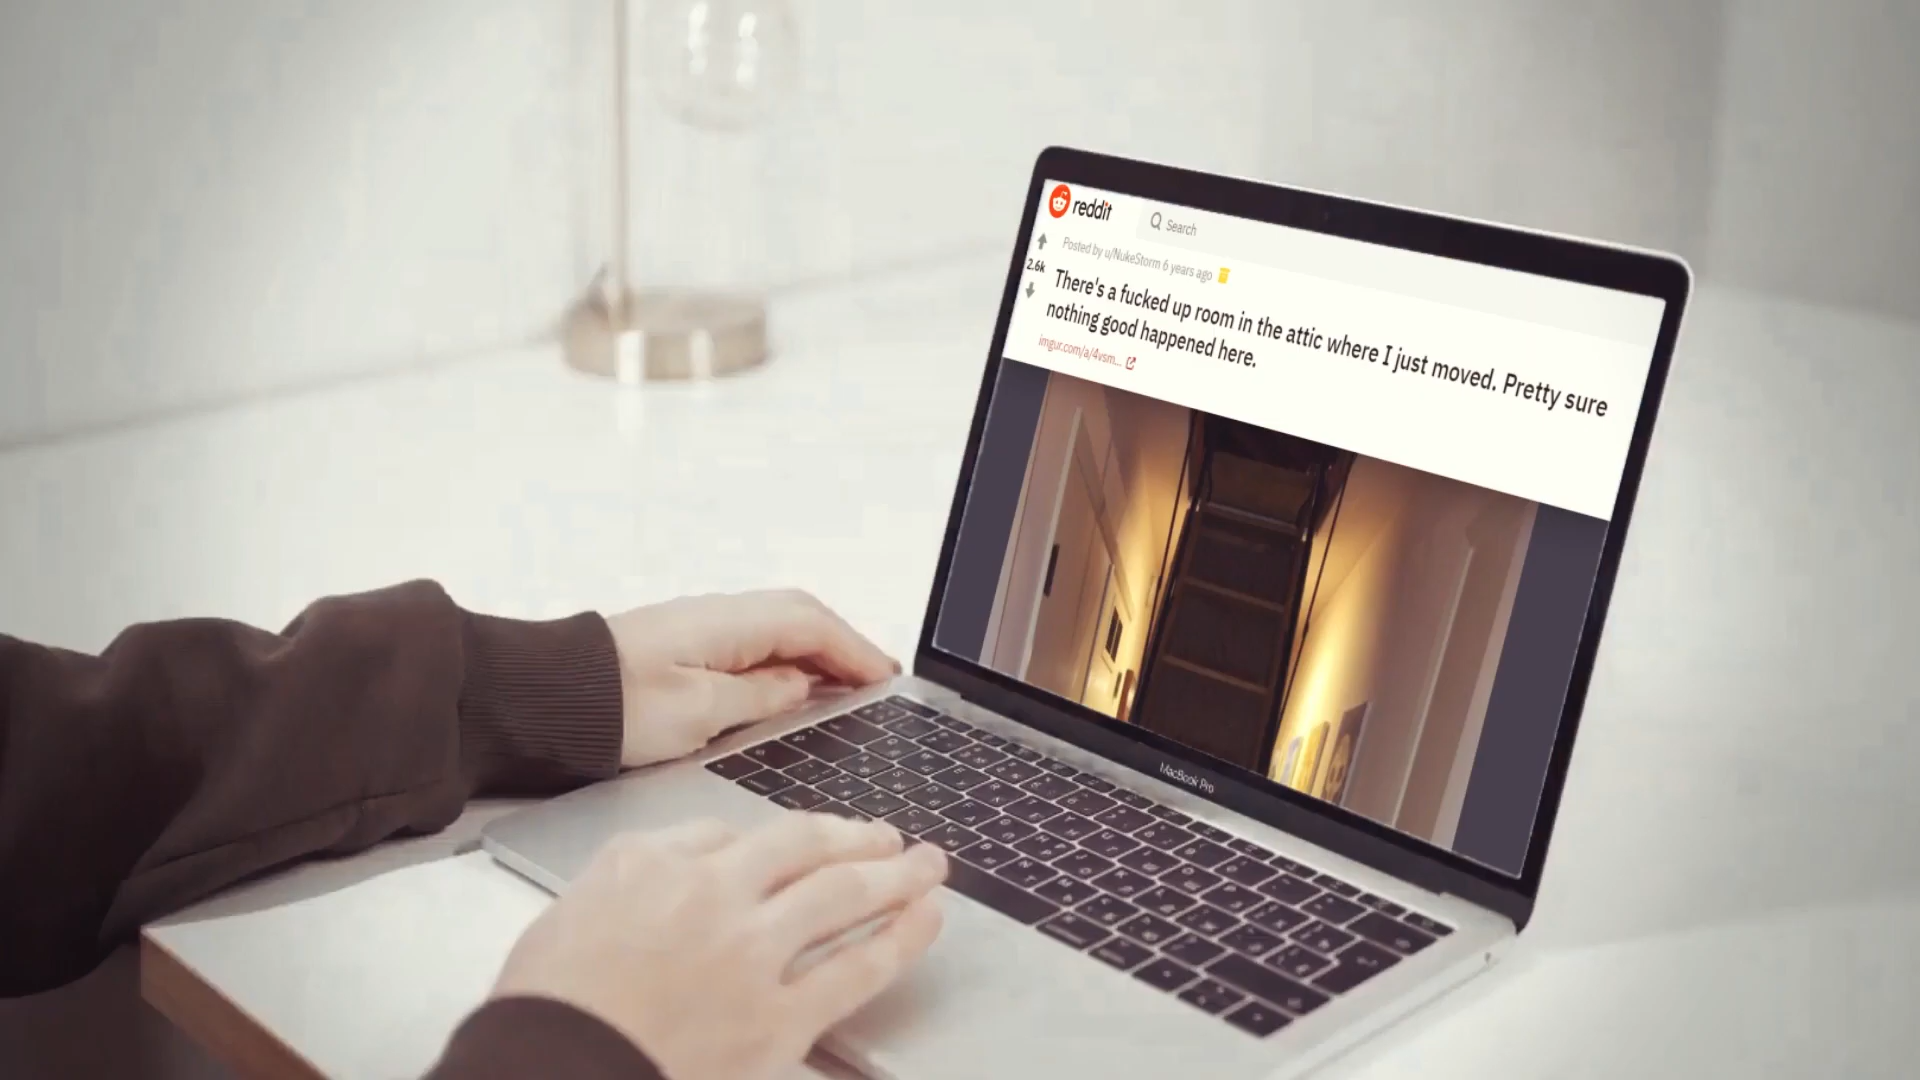 reddit
Search
Posted by u/NukeStorm 6 years ago
2.6k
There's a fucked up room in the attic where I just moved. Pretty sure
nothing good happened here.
imgur.com/a/4vsm...
MacBook Pro